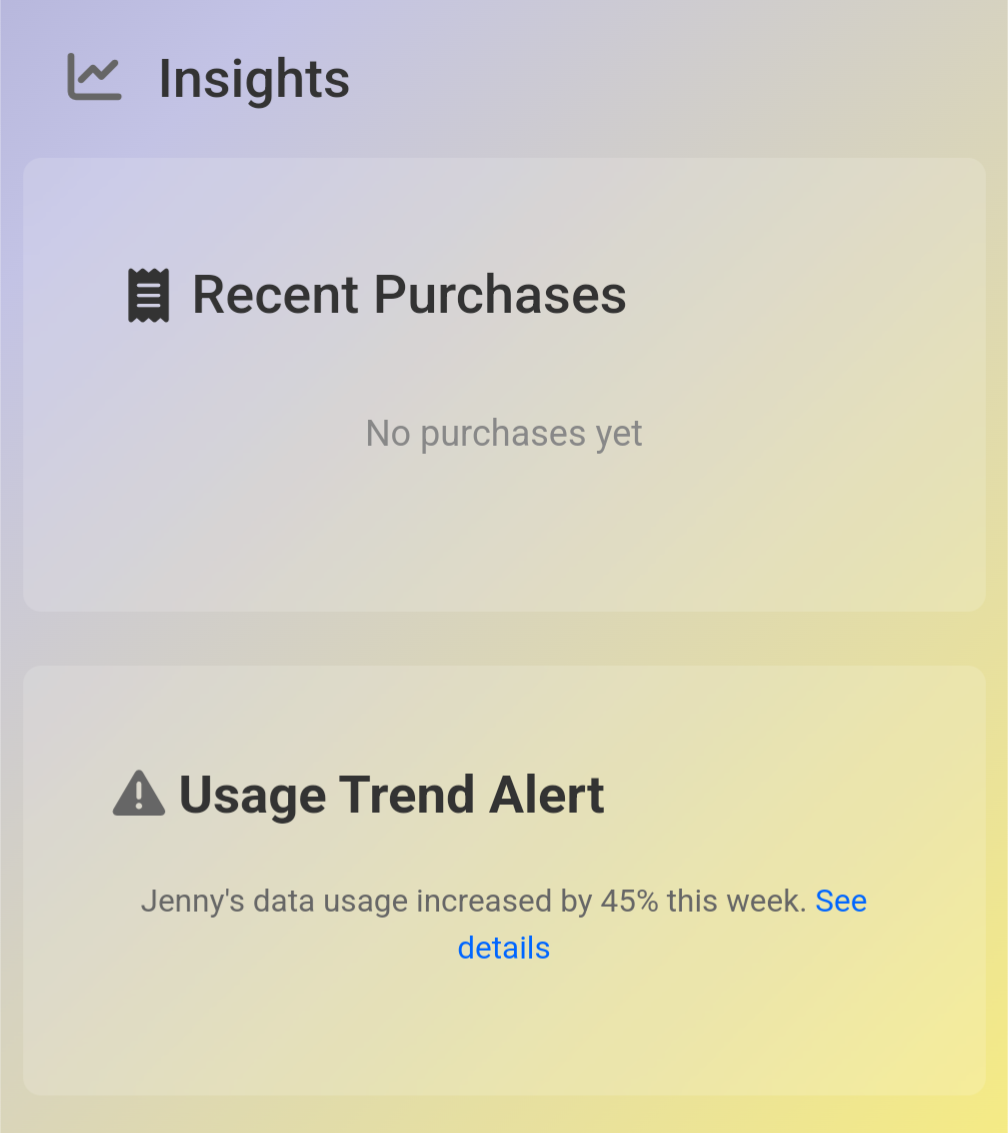 Insights
Recent Purchases
No purchases yet
Usage Trend Alert
Jenny's data usage increased by 45% this week. See
details